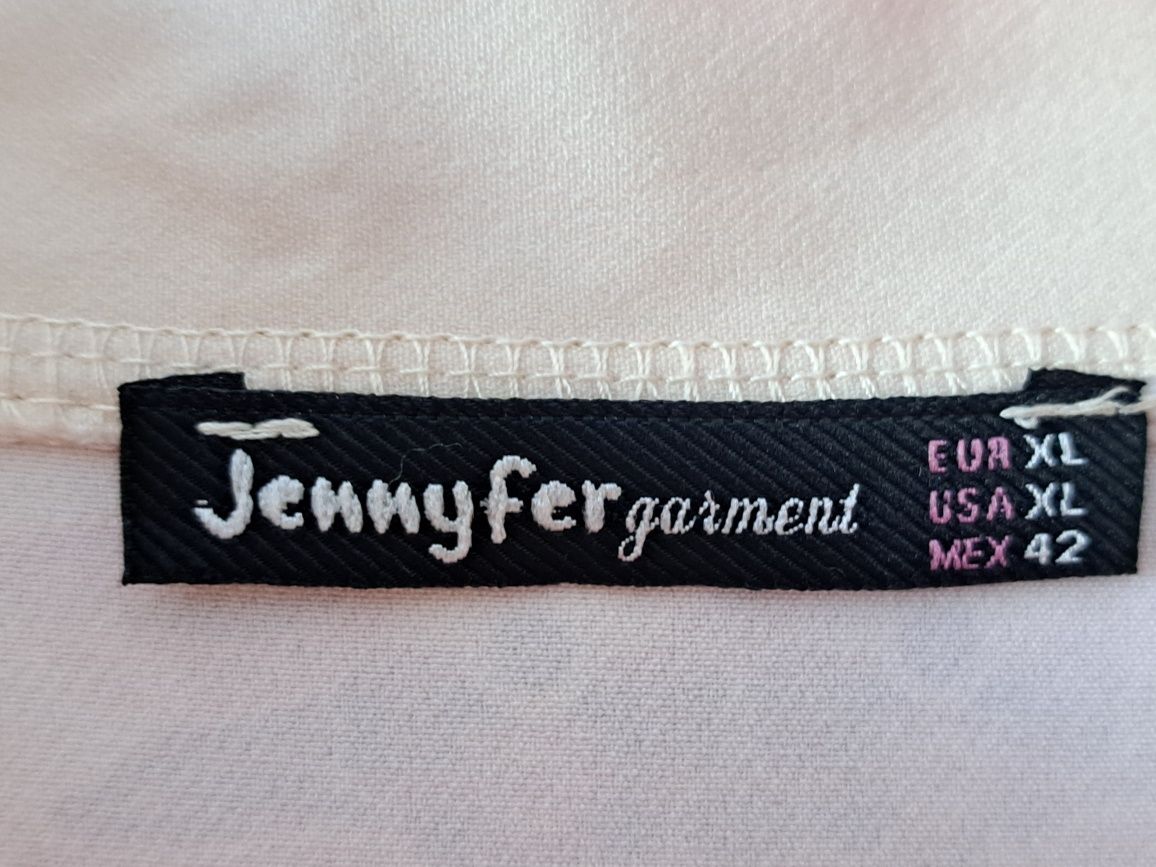 Jennyfer garment
EUR XL
USA XL
MEX 42